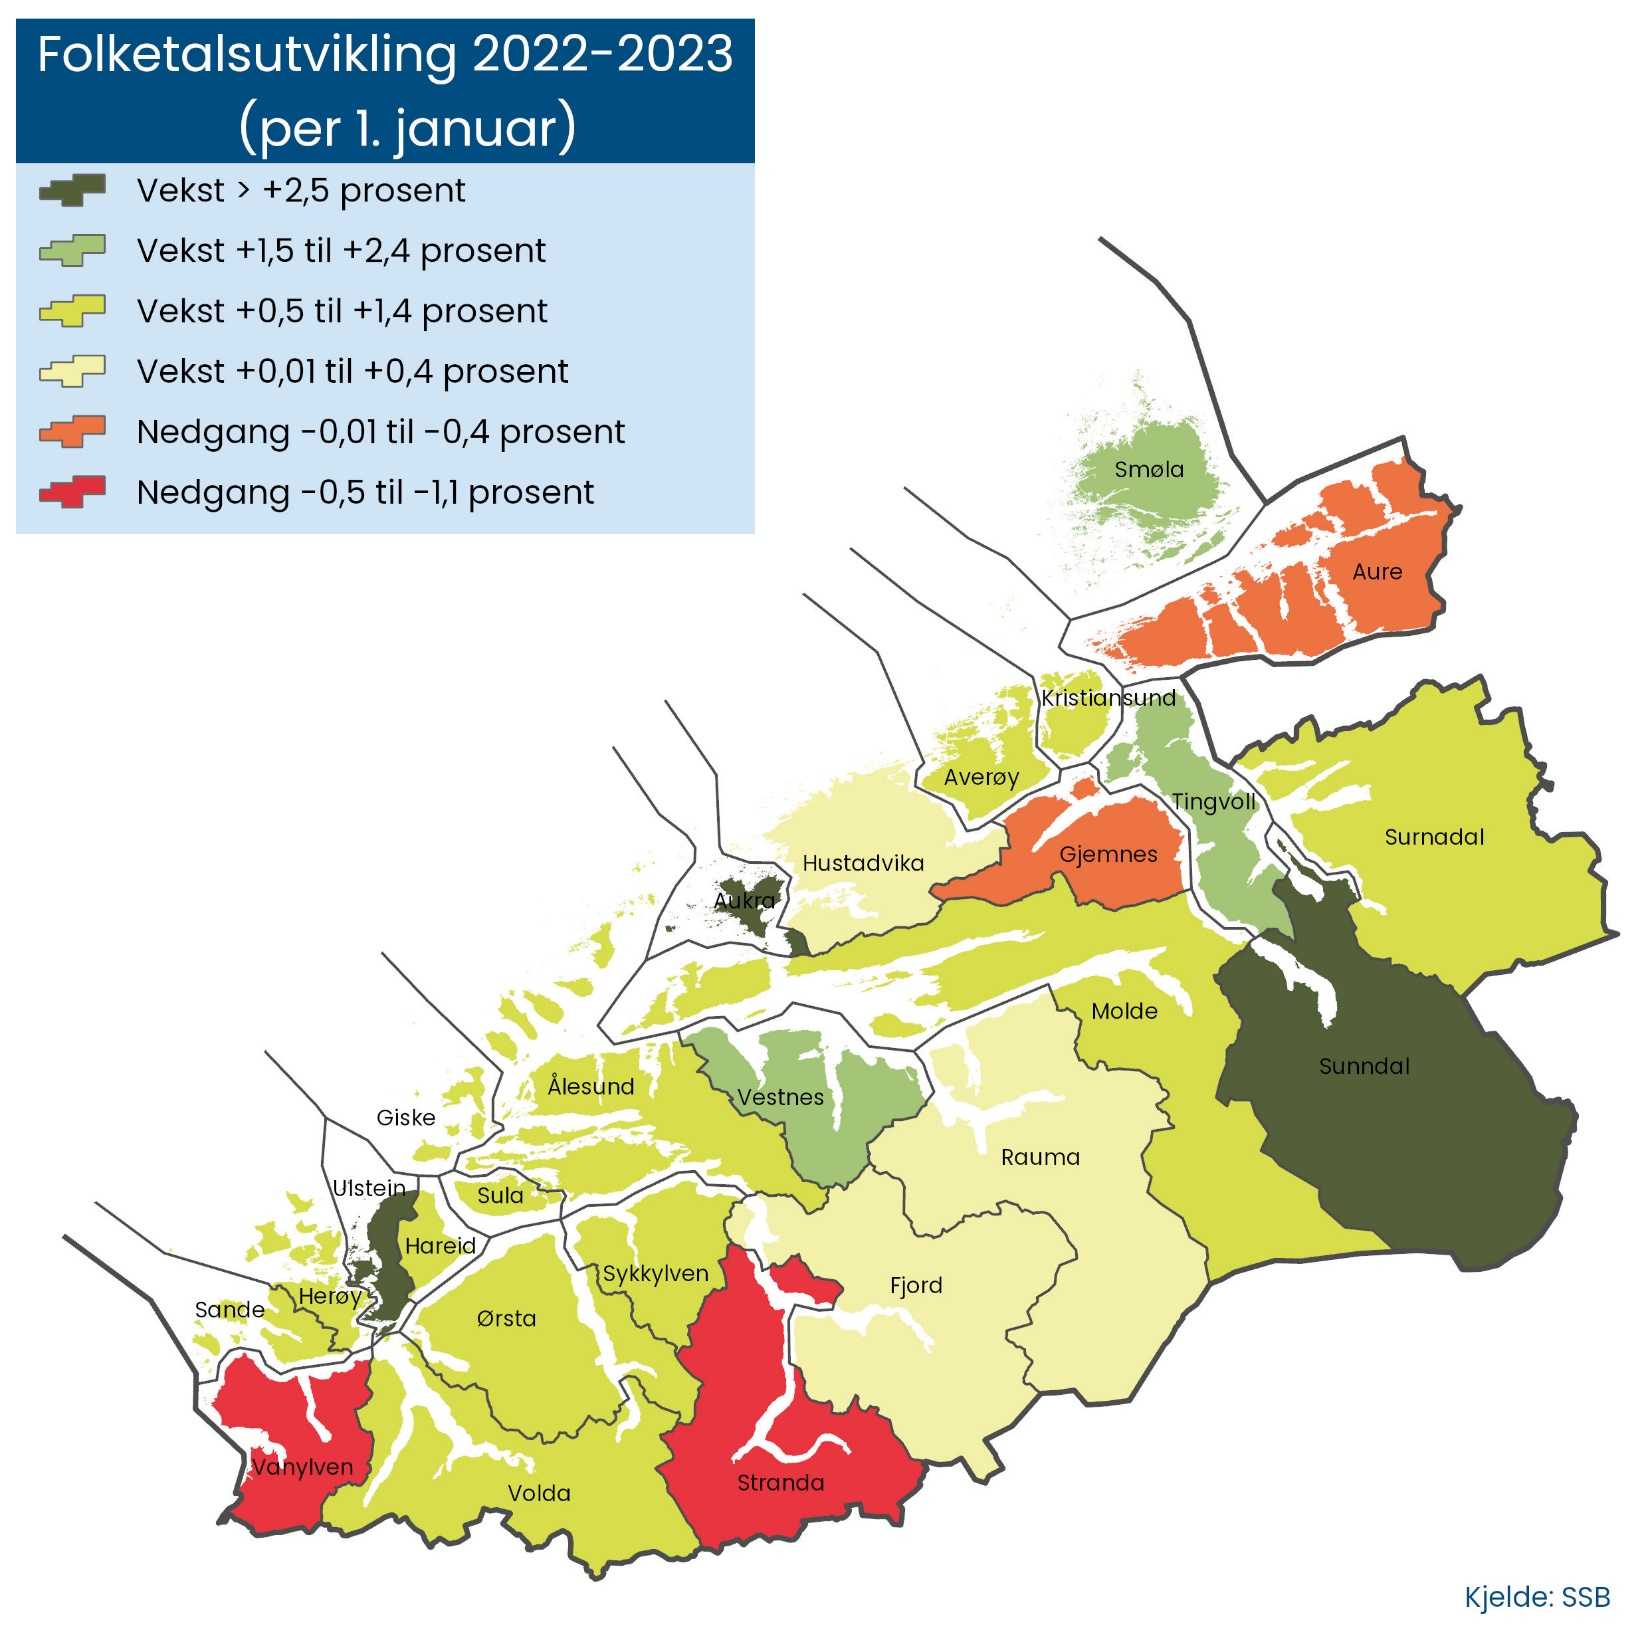 Folketalsutvikling 2022-2023
(per 1. januar)
Vekst > +2,5 prosent
Vekst +1,5 til +2,4 prosent
Vekst +0,5 til +1,4 prosent
Vekst +0,01 til +0,4 prosent
Nedgang -0,01 til -0,4 prosent
Nedgang -0,5 til -1,1 prosent
Smøla
Aure
Kristiansund
Averøy
Tingvoll
Surnadal
Gjemnes
Hustadvika
Aukra
Molde
Sunndal
Ålesund
Vestnes
Giske
Rauma
Ulstein
Sula
Hareid
Sykkylven
Fjord
Herøy
Sande
Ørsta
Vanylven
Stranda
Volda
Kjelde: SSB